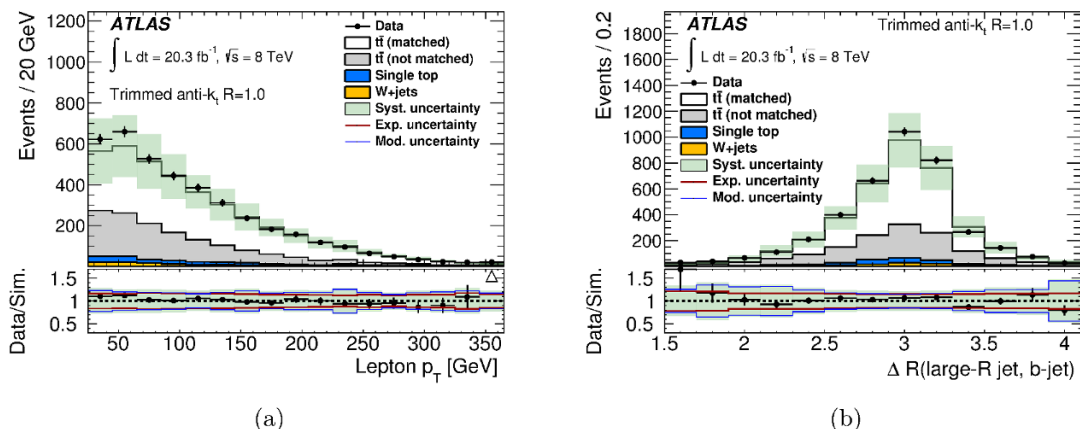 ATLAS
∫ L dt = 20.3 fb⁻¹, √s = 8 TeV
Trimmed anti-kₜ R=1.0
Data
tt̄ (matched)
tt̄ (not matched)
Single top
W+jets
Syst. uncertainty
Exp. uncertainty
Mod. uncertainty
Events / 20 GeV
1200
1000
800
600
400
200
Data/Sim.
1.5
1
0.5
50 100 150 200 250 300 350
Lepton p_T [GeV]
(a)
ATLAS
Trimmed anti-kₜ R=1.0
∫ L dt = 20.3 fb⁻¹, √s = 8 TeV
Data
tt̄ (matched)
tt̄ (not matched)
Single top
W+jets
Syst. uncertainty
Exp. uncertainty
Mod. uncertainty
Events / 0.2
1800
1600
1400
1200
1000
800
600
400
200
Data/Sim.
1.5
1
0.5
1.5 2 2.5 3 3.5 4
Δ R(large-R jet, b-jet)
(b)